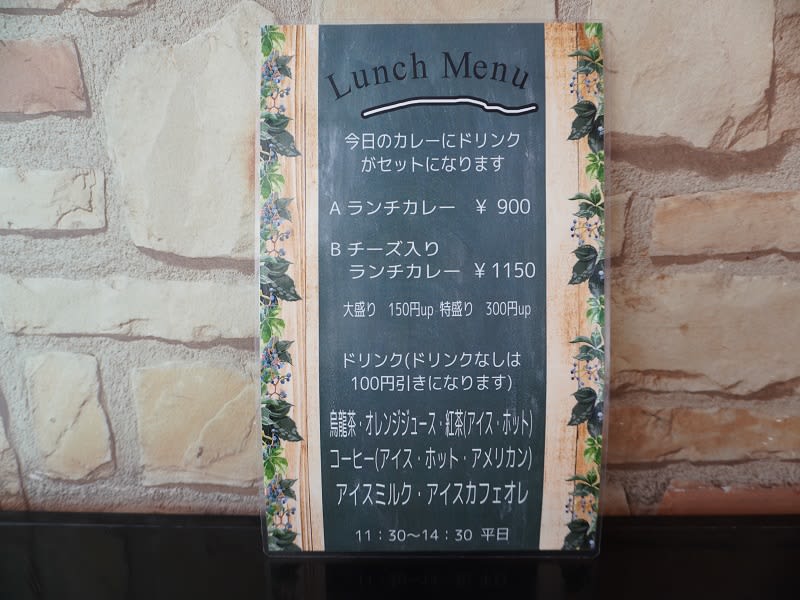 Lunch Menu
今日のカレーにドリンク
がセットになります
A ランチカレー ￥ 900
B チーズ入り
ランチカレー ￥1150
大盛り 150円up 特盛り 300円up
ドリンク(ドリンクなしは
100円引きになります)
烏龍茶・オレンジジュース・紅茶(アイス・ホット)
コーヒー(アイス・ホット・アメリカン)
アイスミルク・アイスカフェオレ
11：30～14：30 平日